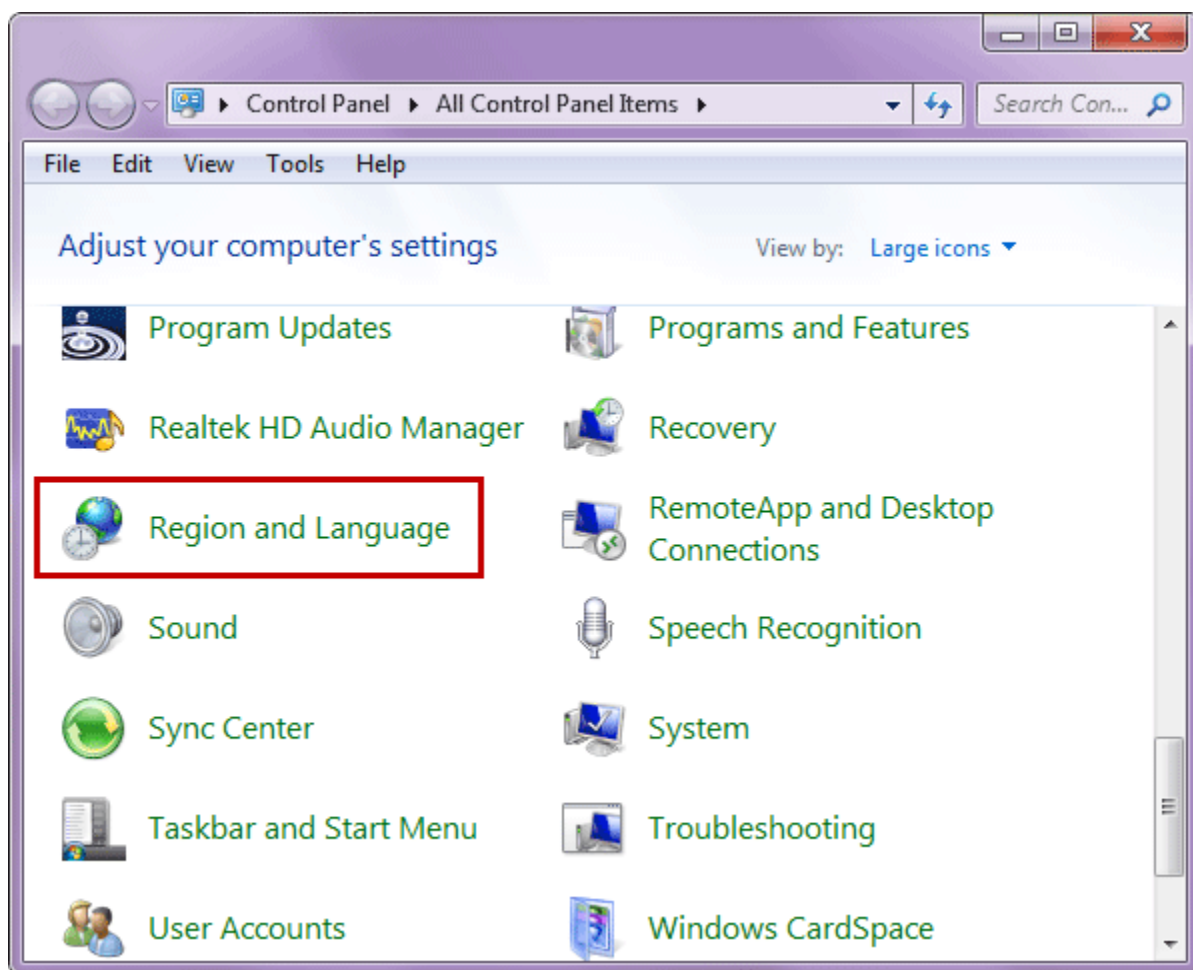 Control Panel All Control Panel Items Search Con...
File Edit View Tools Help
Adjust your computer's settings View by: Large icons
Program Updates Programs and Features
Realtek HD Audio Manager Recovery
Region and Language RemoteApp and Desktop
Connections
Sound Speech Recognition
Sync Center System
Taskbar and Start Menu Troubleshooting
User Accounts Windows CardSpace